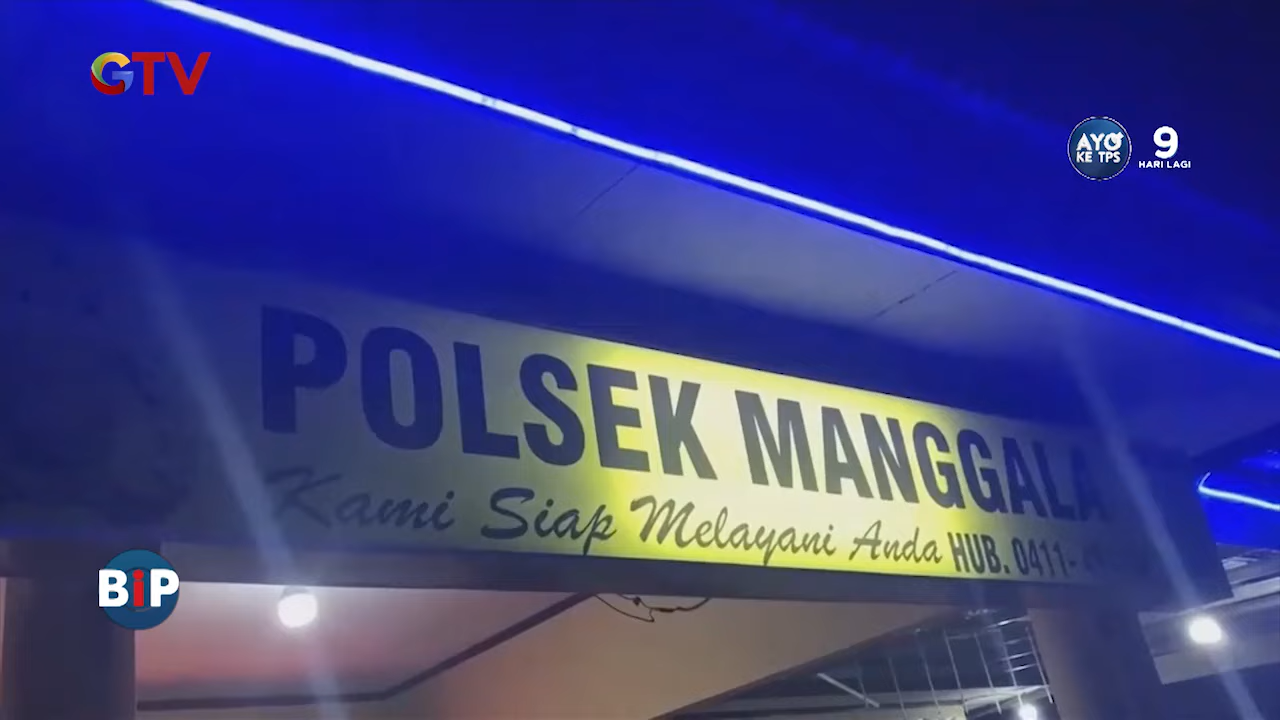 GTV
AYO
KE TPS
9
HARI LAGI
POLSEK MANGGALA
Kami Siap Melayani Anda HUB. 0411-
BiP